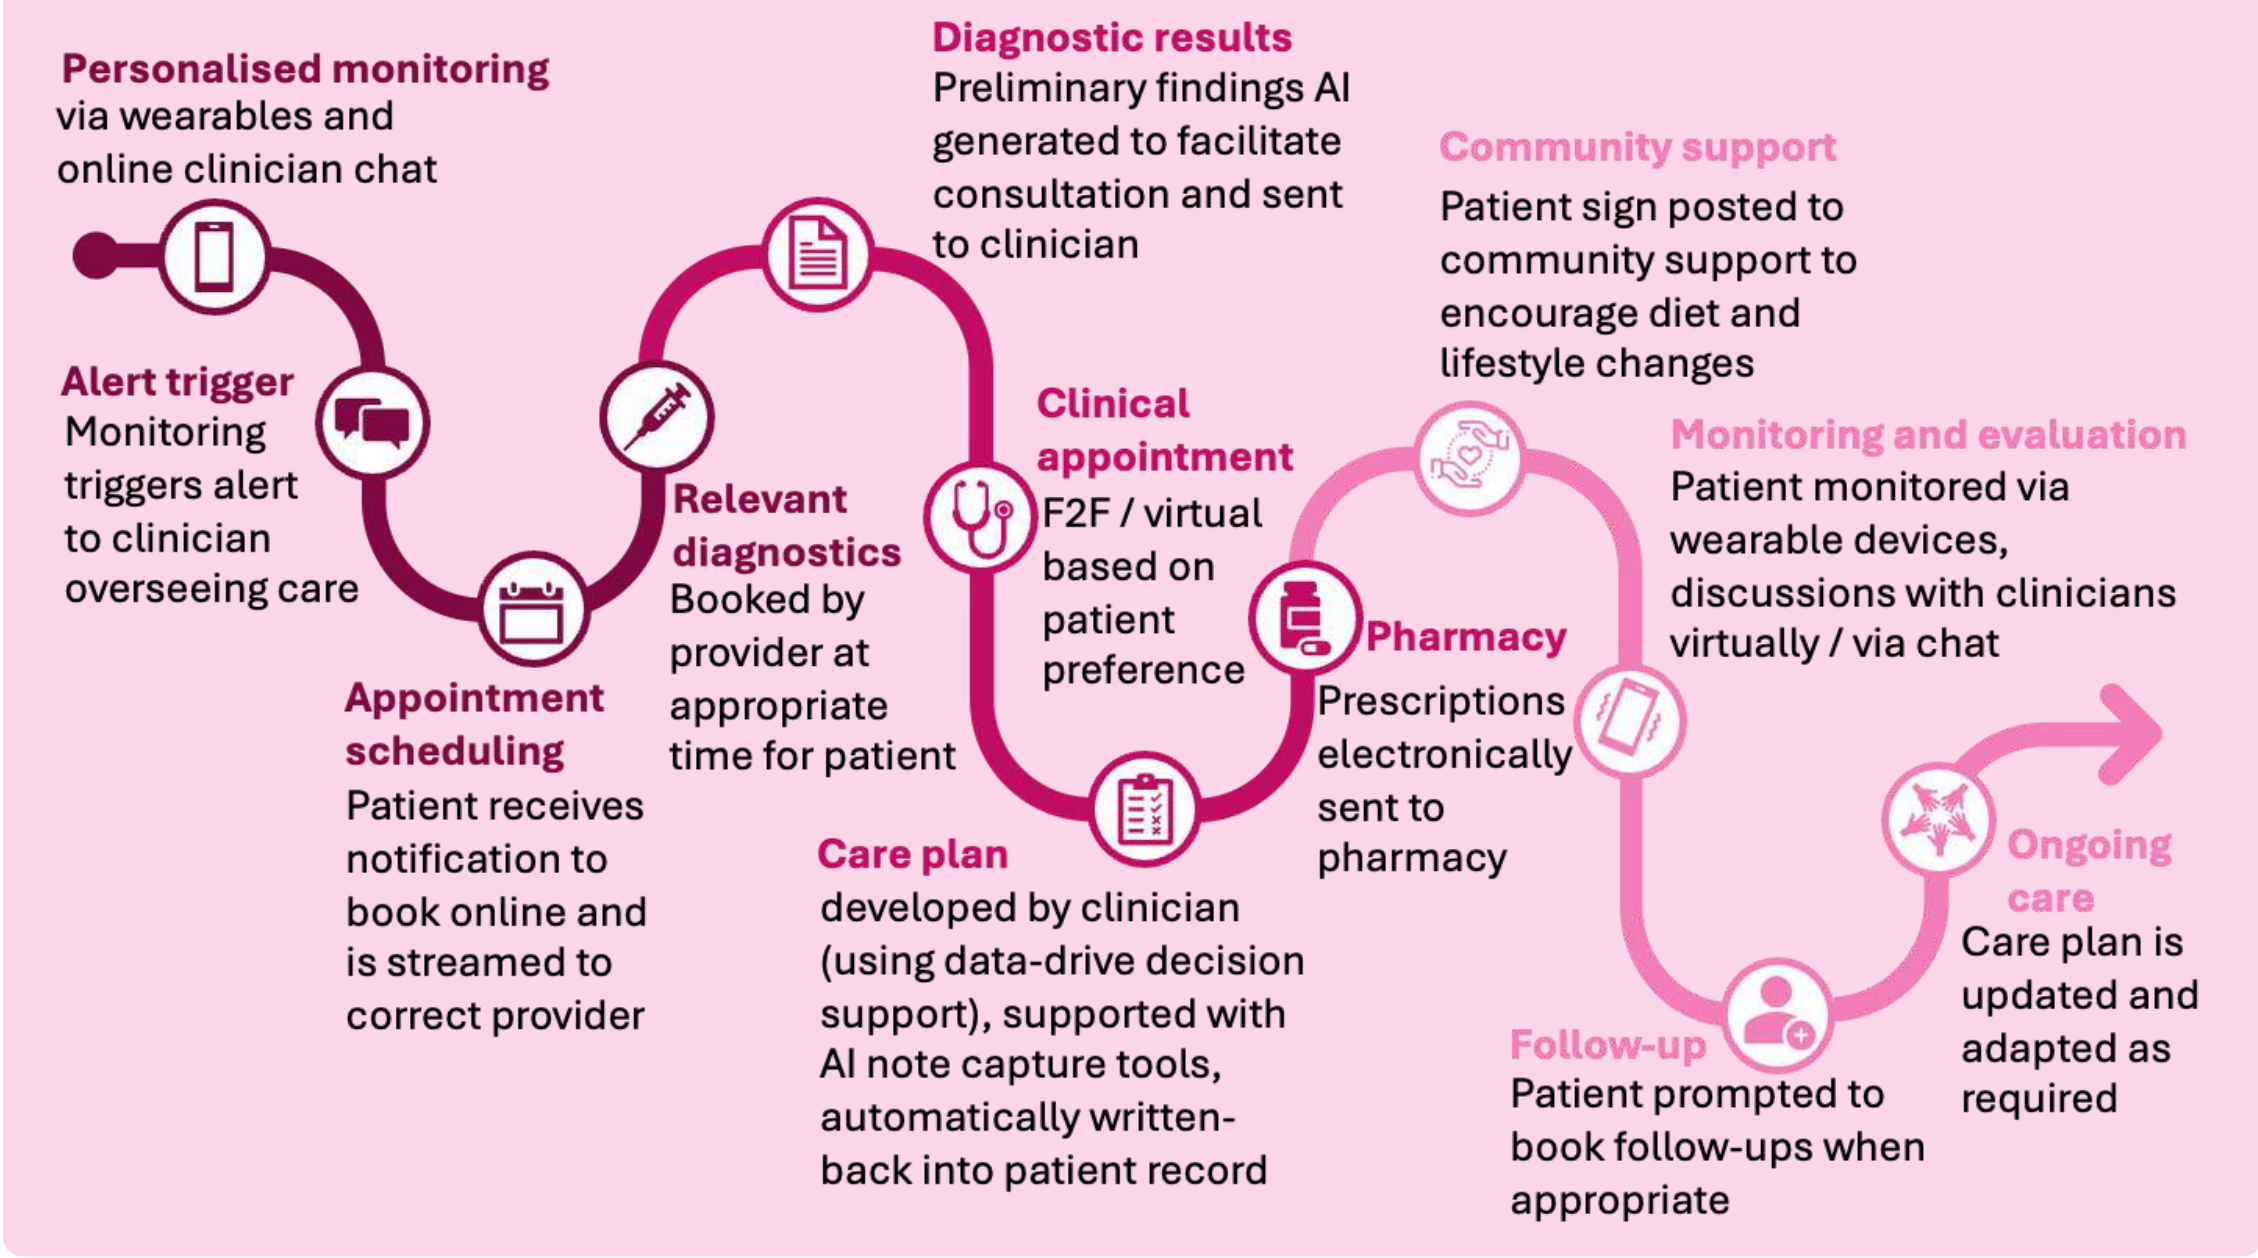 Personalised monitoring
via wearables and
online clinician chat
Alert trigger
Monitoring
triggers alert
to clinician
overseeing care
Appointment
scheduling
Patient receives
notification to
book online and
is streamed to
correct provider
Relevant
diagnostics
Booked by
provider at
appropriate
time for patient
Diagnostic results
Preliminary findings AI
generated to facilitate
consultation and sent
to clinician
Clinical
appointment
F2F / virtual
based on
patient
preference
Care plan
developed by clinician
(using data-drive decision
support), supported with
AI note capture tools,
automatically written-
back into patient record
Pharmacy
Prescriptions
electronically
sent to
pharmacy
Community support
Patient sign posted to
community support to
encourage diet and
lifestyle changes
Monitoring and evaluation
Patient monitored via
wearable devices,
discussions with clinicians
virtually / via chat
Follow-up
Patient prompted to
book follow-ups when
appropriate
Ongoing
care
Care plan is
updated and
adapted as
required